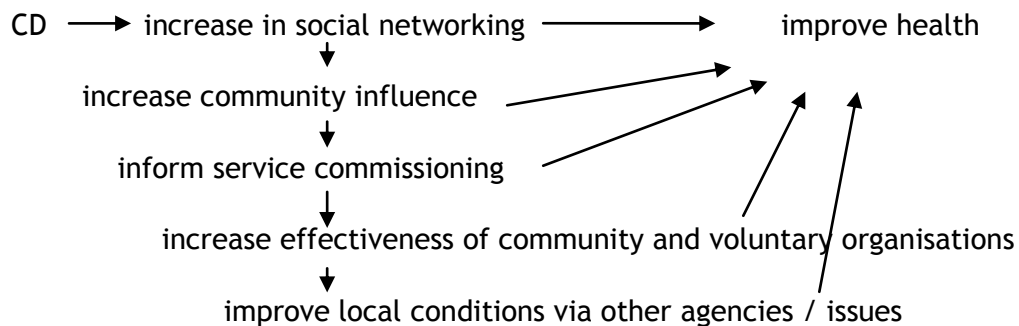 CD increase in social networking improve health
increase community influence
inform service commissioning
increase effectiveness of community and voluntary organisations
improve local conditions via other agencies / issues